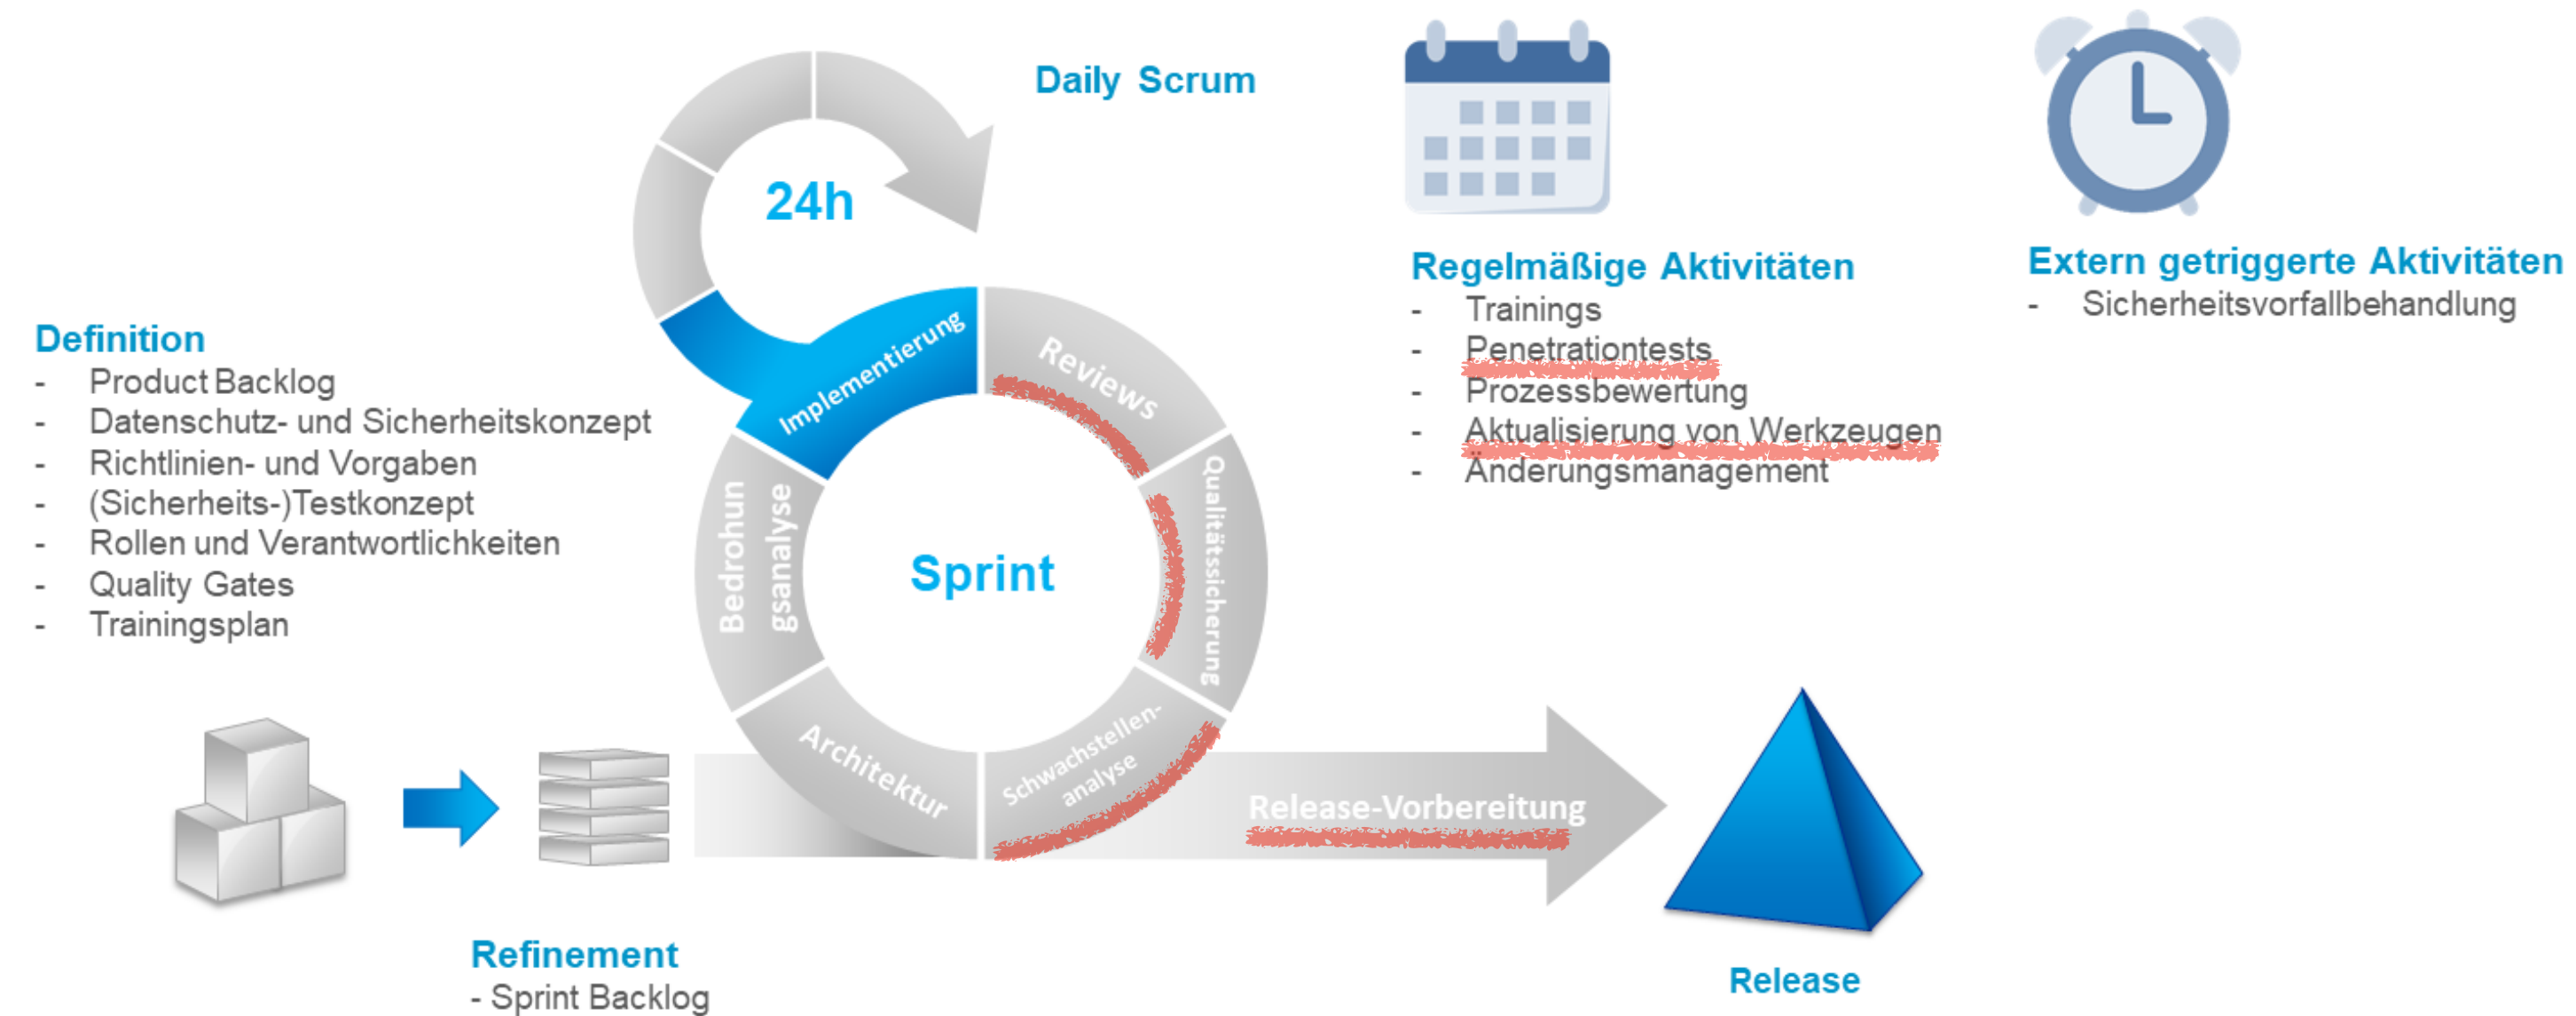 Daily Scrum
24h
Definition
- Product Backlog
- Datenschutz- und Sicherheitskonzept
- Richtlinien- und Vorgaben
- (Sicherheits-)Testkonzept
- Rollen und Verantwortlichkeiten
- Quality Gates
- Trainingsplan
Implementierung
Reviews
Qualitätssicherung
Schwachstellen-
analyse
Architektur
Bedrohun
gsanalyse
Sprint
Regelmäßige Aktivitäten
- Trainings
- Penetrationtests
- Prozessbewertung
- Aktualisierung von Werkzeugen
- Änderungsmanagement
Extern getriggerte Aktivitäten
- Sicherheitsvorfallbehandlung
Release-Vorbereitung
Refinement
- Sprint Backlog
Release